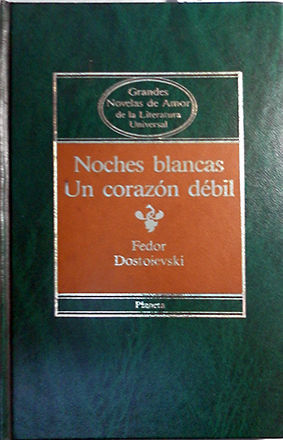 Grandes
Novelas de Amor
de la Literatura
Universal
Noches blancas
Un corazón débil
Fedor
Dostoievski
Planeta